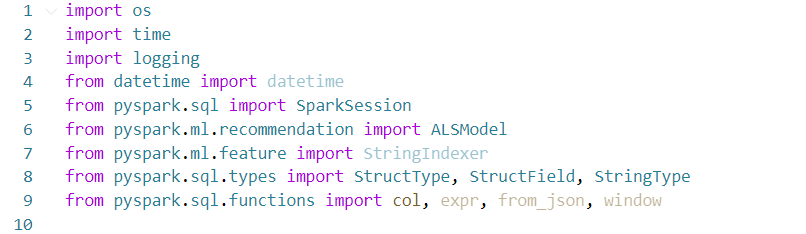 1 import os
2 import time
3 import logging
4 from datetime import datetime
5 from pyspark.sql import SparkSession
6 from pyspark.ml.recommendation import ALSModel
7 from pyspark.ml.feature import StringIndexer
8 from pyspark.sql.types import StructType, StructField, StringType
9 from pyspark.sql.functions import col, expr, from_json, window
10